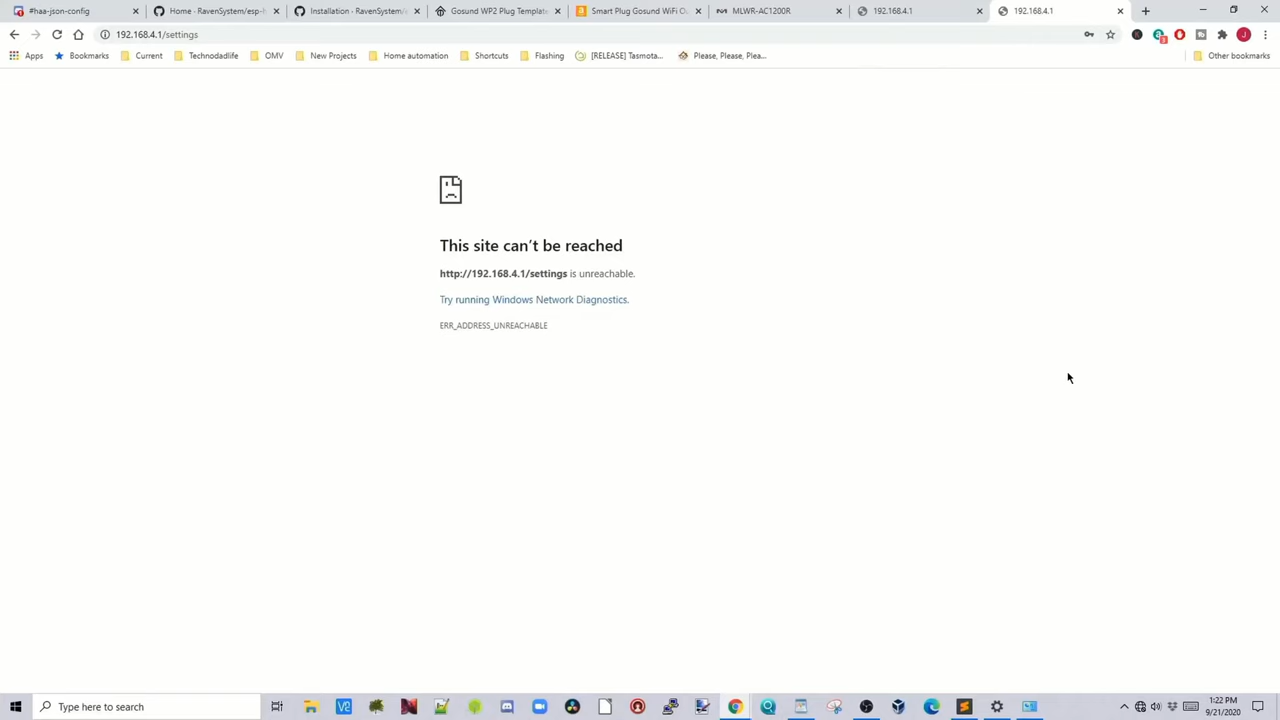 #haa-json-config
Home - RavenSystem/esp-h
Installation - RavenSystem/e
Gosund WP2 Plug Template
Smart Plug Gosund WiFi O
MLWR-AC1200R
192.168.4.1
192.168.4.1
192.168.4.1/settings
Apps
Bookmarks
Current
Technodadlife
OMV
New Projects
Home automation
Shortcuts
Flashing
[RELEASE] Tasmota...
Please, Please, Plea...
Other bookmarks
This site can't be reached
http://192.168.4.1/settings is unreachable.
Try running Windows Network Diagnostics.
ERR_ADDRESS_UNREACHABLE
Type here to search
1:22 PM
9/21/2020